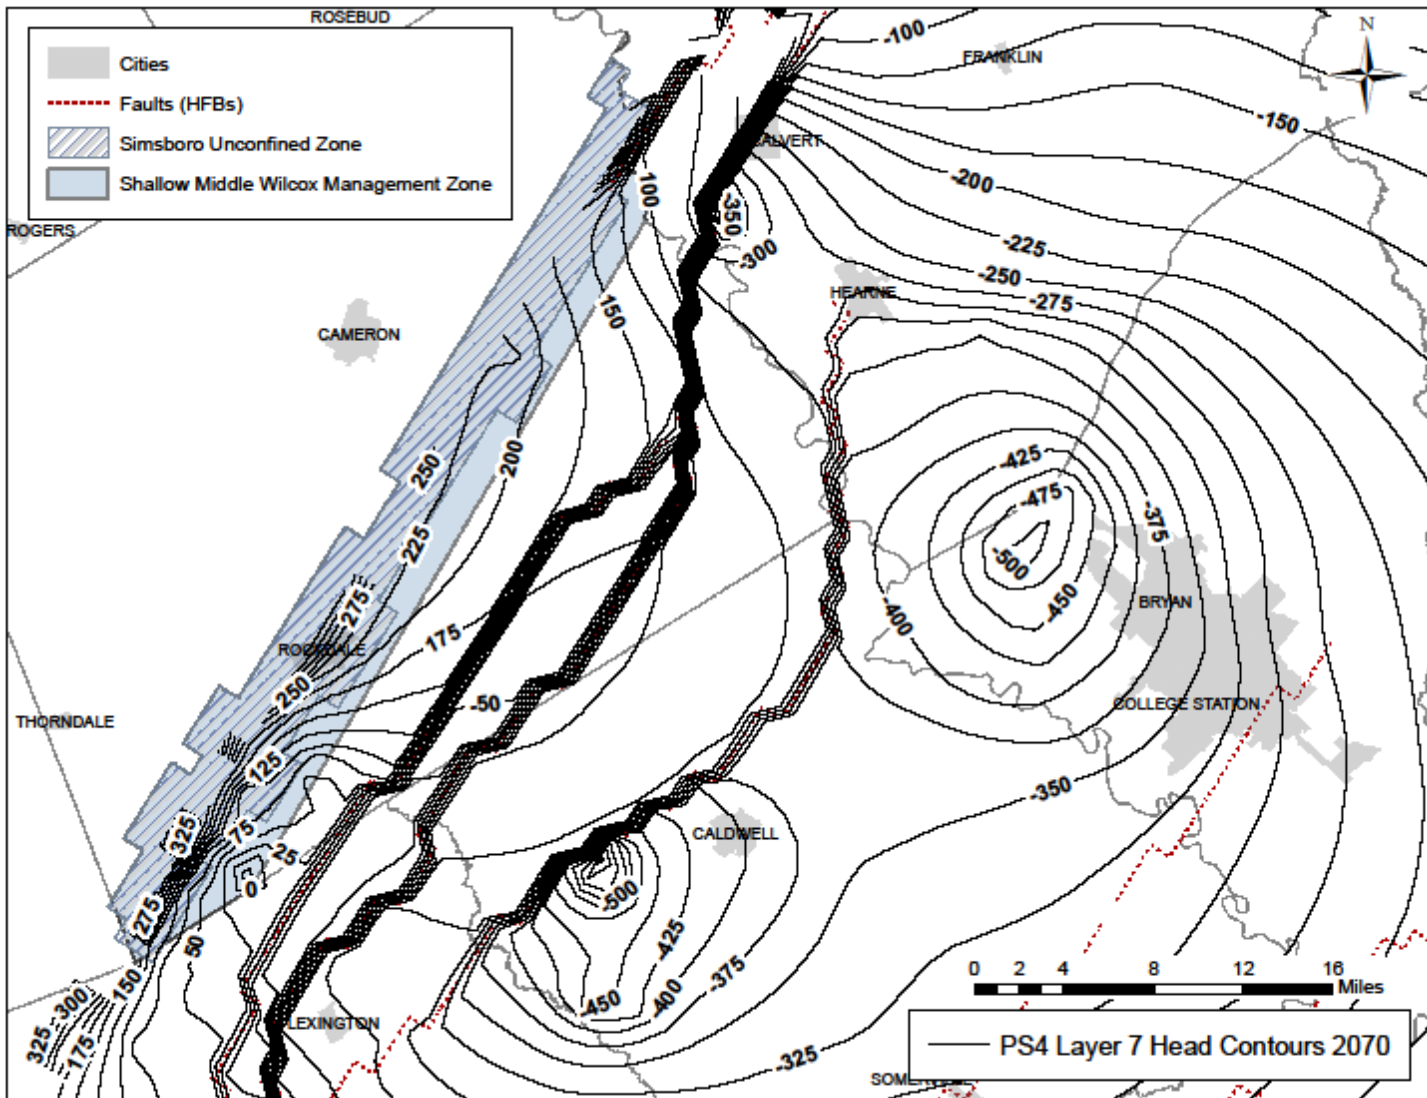 ROSEBUD
Cities
Faults (HFBs)
Simsboro Unconfined Zone
Shallow Middle Wilcox Management Zone
N
-100
FRANKLIN
-150
ALVERT
-200
100
-350
-300
-225
-250
-275
ROGERS
HEARNE
150
CAMERON
250
200
225
-425
-475
-375
-500
-450
-400
BRYAN
275
ROCKDALE
175
250
-50
COLLEGE STATION
THORNDALE
125
-350
325
75
25
0
CALDWELL
-500
275
50
-425
-375
-450
-400
150
300
325
175
LEXINGTON
-325
0 2 4 8 12 16
Miles
PS4 Layer 7 Head Contours 2070